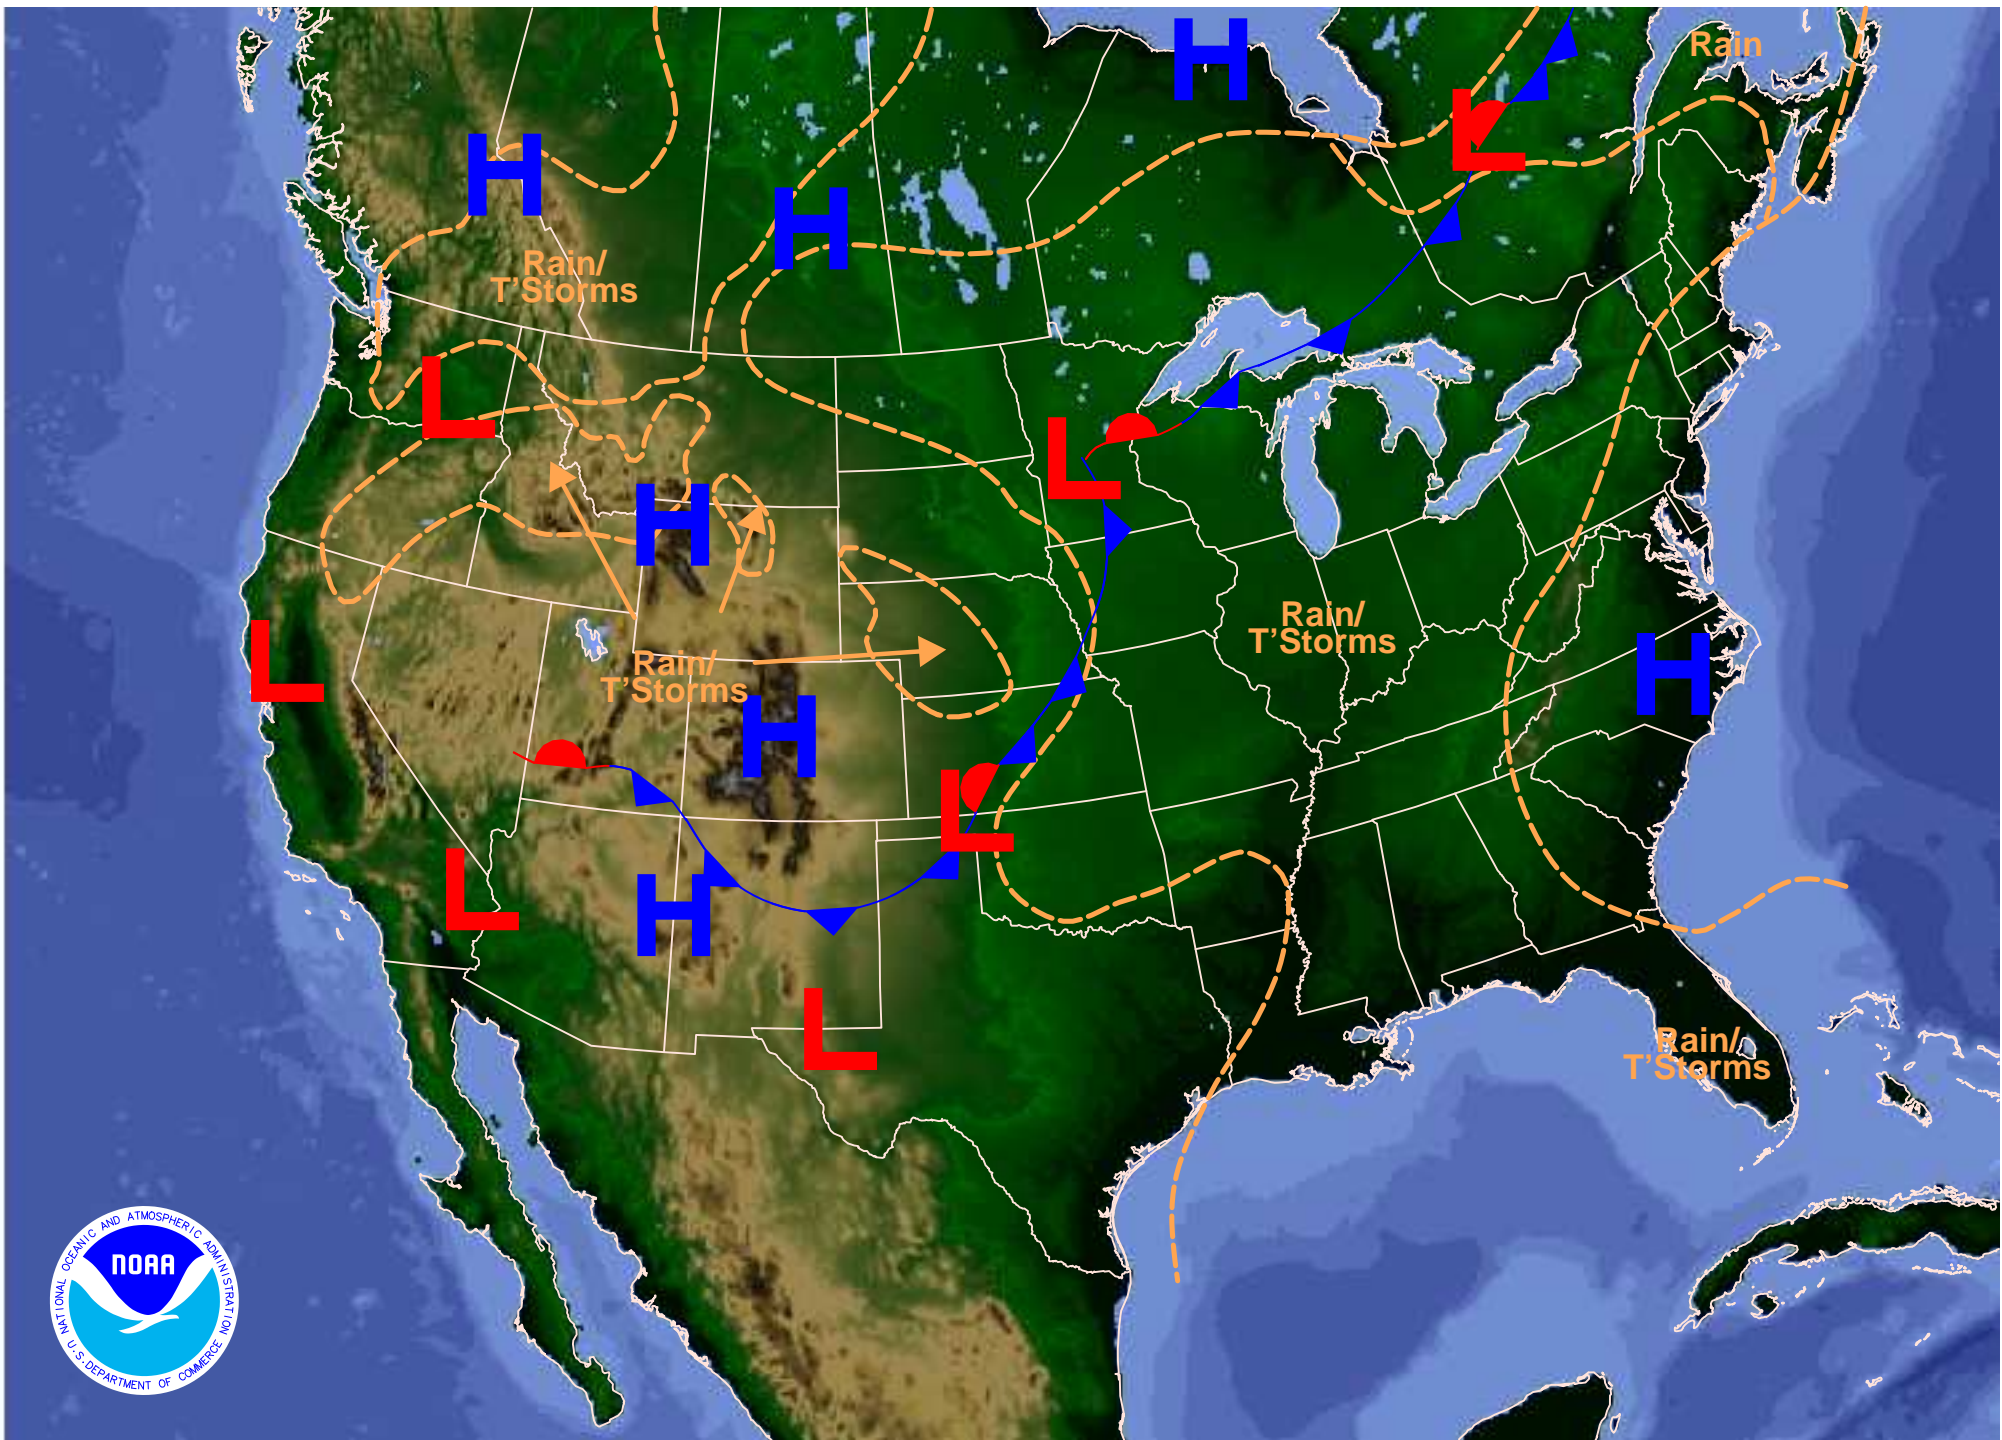 H
Rain
L
H
H
Rain/
T'Storms
L
L
H
Rain/
T'Storms
L
Rain/
T'Storms
H
H
L
L
H
L
Rain/
T'Storms
NATIONAL OCEANIC AND ATMOSPHERIC ADMINISTRATION
NOAA
U.S. DEPARTMENT OF COMMERCE